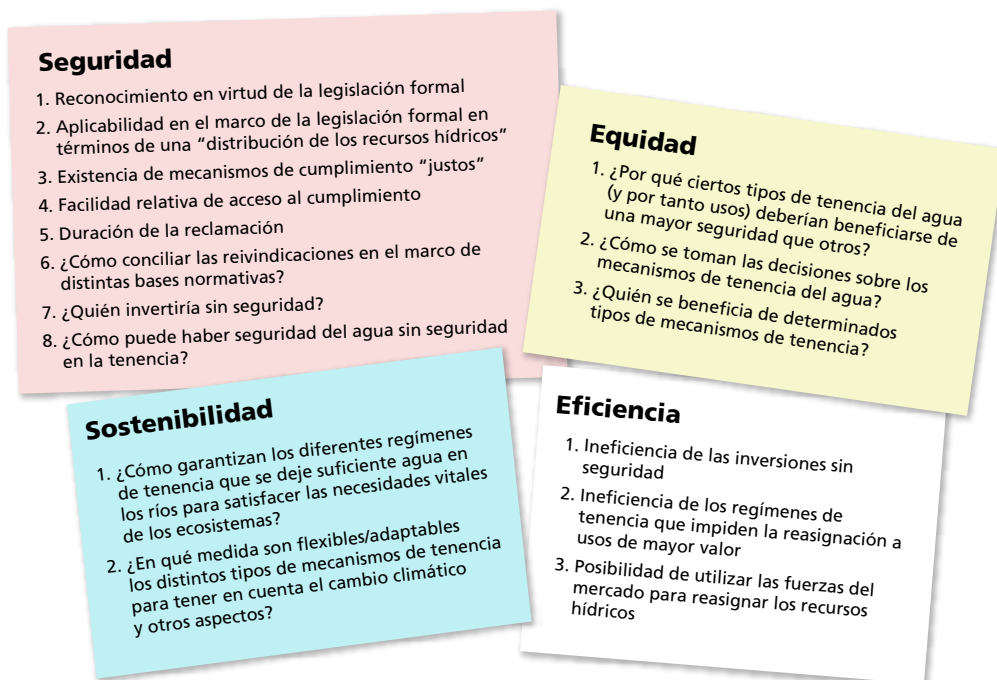 Seguridad
1. Reconocimiento en virtud de la legislación formal
2. Aplicabilidad en el marco de la legislación formal en
términos de una “distribución de los recursos hídricos”
3. Existencia de mecanismos de cumplimiento “justos”
4. Facilidad relativa de acceso al cumplimiento
5. Duración de la reclamación
6. ¿Cómo conciliar las reivindicaciones en el marco de
distintas bases normativas?
7. ¿Quién invertiría sin seguridad?
8. ¿Cómo puede haber seguridad del agua sin seguridad
en la tenencia?
Equidad
1. ¿Por qué ciertos tipos de tenencia del agua
(y por tanto usos) deberían beneficiarse de
una mayor seguridad que otros?
2. ¿Cómo se toman las decisiones sobre los
mecanismos de tenencia del agua?
3. ¿Quién se beneficia de determinados
tipos de mecanismos de tenencia?
Sostenibilidad
1. ¿Cómo garantizan los diferentes regímenes
de tenencia que se deje suficiente agua en
los ríos para satisfacer las necesidades vitales
de los ecosistemas?
2. ¿En qué medida son flexibles/adaptables
los distintos tipos de mecanismos de tenencia
para tener en cuenta el cambio climático
y otros aspectos?
Eficiencia
1. Ineficiencia de las inversiones sin
seguridad
2. Ineficiencia de los regímenes de
tenencia que impiden la reasignación a
usos de mayor valor
3. Posibilidad de utilizar las fuerzas del
mercado para reasignar los recursos
hídricos